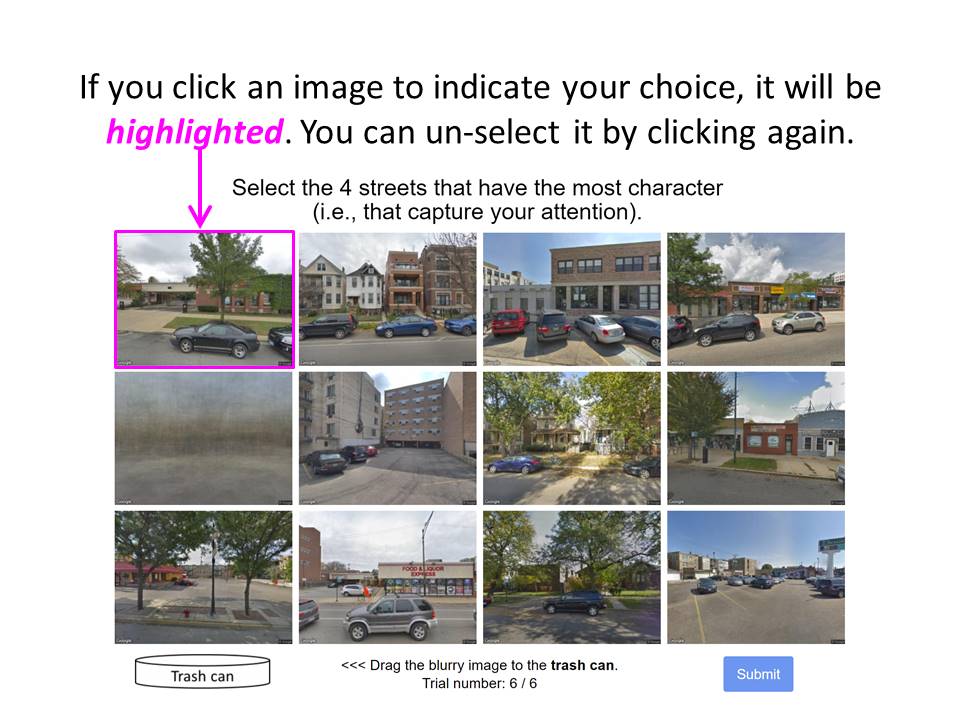 If you click an image to indicate your choice, it will be
highlighted. You can un-select it by clicking again.
Select the 4 streets that have the most character
(i.e., that capture your attention).
FOOD & LIQUOR
EXPRESS
Trash can
<<< Drag the blurry image to the trash can.
Trial number: 6 / 6
Submit